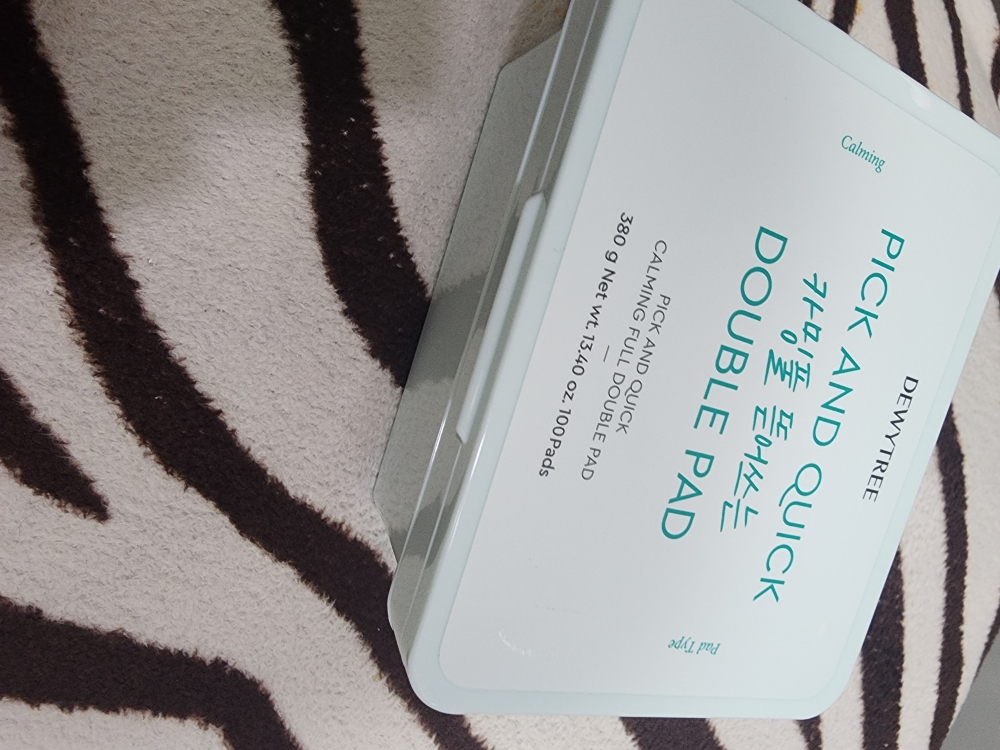 DEWYTREE
PICK AND QUICK
카밍풀 뜯어쓰는
DOUBLE PAD
Calming
Pad Type
PICK AND QUICK
CALMING FULL DOUBLE PAD
380 g Net wt. 13.40 oz. 100Pads